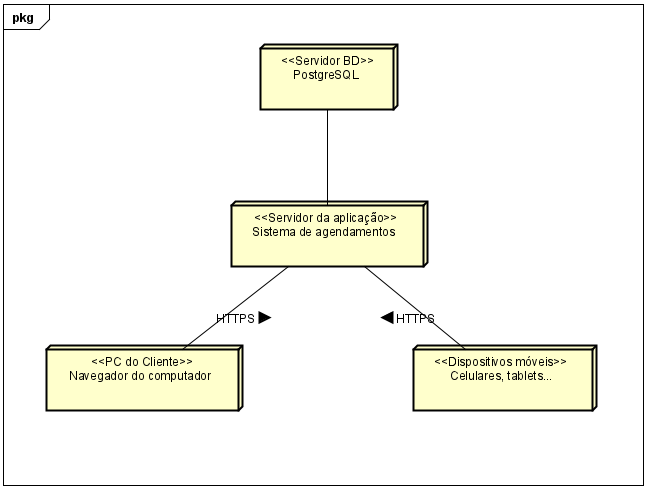 pkg
<<Servidor BD>>
PostgreSQL
<<Servidor da aplicação>>
Sistema de agendamentos
HTTPS
HTTPS
<<PC do Cliente>>
Navegador do computador
<<Dispositivos móveis>>
Celulares, tablets...